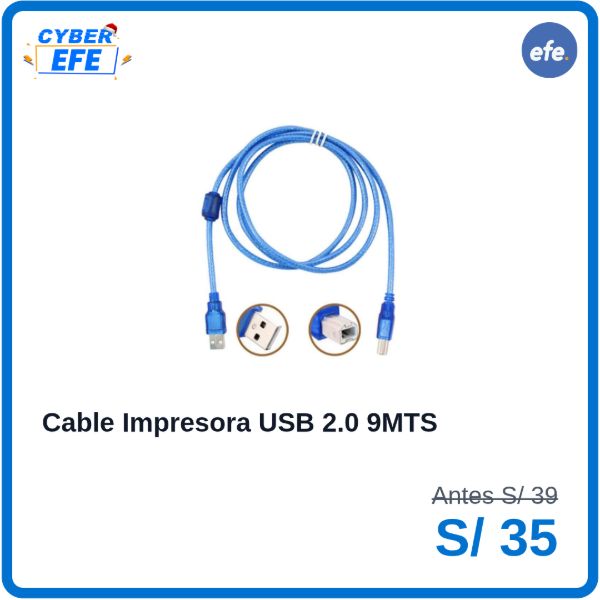 CYBER
EFE
efe.
Cable Impresora USB 2.0 9MTS
Antes S/ 39
S/ 35